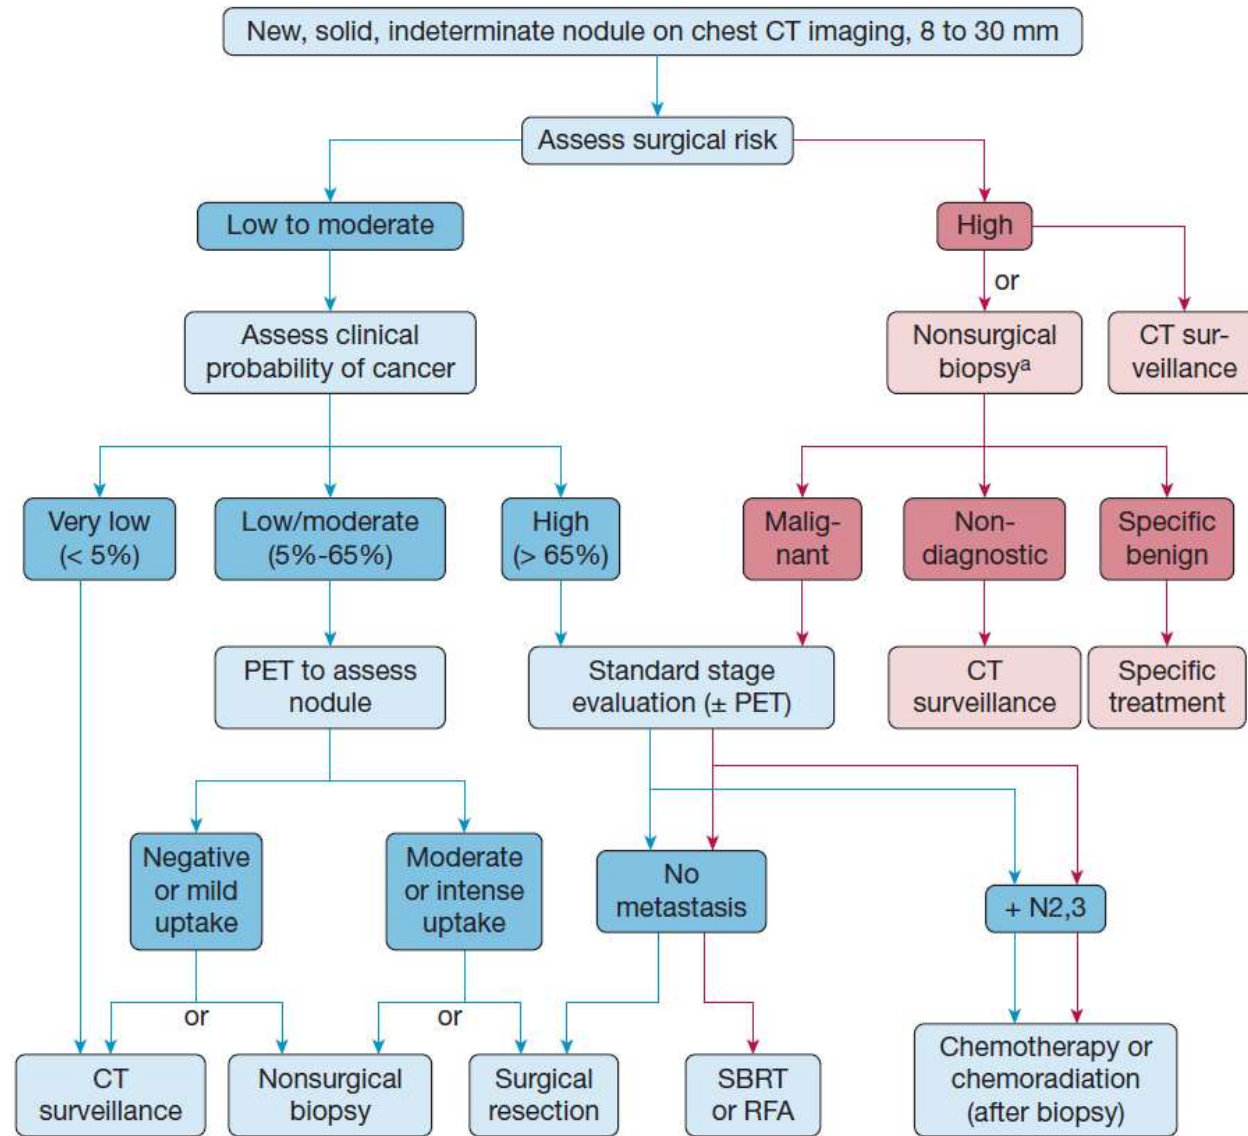 New, solid, indeterminate nodule on chest CT imaging, 8 to 30 mm
Assess surgical risk
Low to moderate
High
or
Assess clinical
probability of cancer
Nonsurgical
biopsyᵃ
CT sur-
veillance
Very low
(< 5%)
Low/moderate
(5%-65%)
High
(> 65%)
Malig-
nant
Non-
diagnostic
Specific
benign
PET to assess
nodule
Standard stage
evaluation (± PET)
CT
surveillance
Specific
treatment
Negative
or mild
uptake
Moderate
or intense
uptake
No
metastasis
+ N2,3
or
or
CT
surveillance
Nonsurgical
biopsy
Surgical
resection
SBRT
or RFA
Chemotherapy or
chemoradiation
(after biopsy)